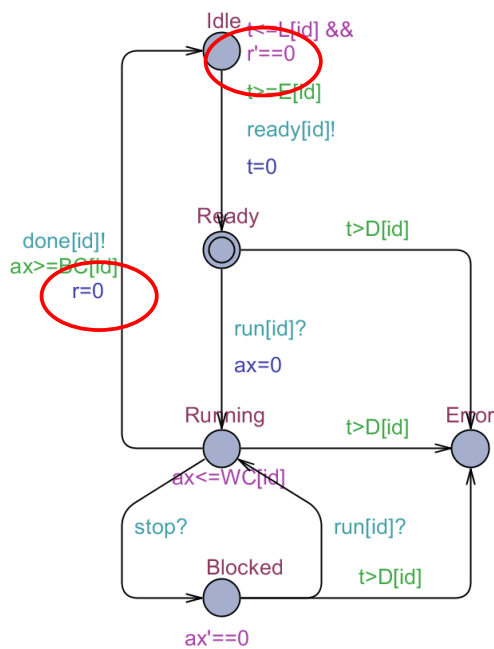 Idle
t<=L[id] &&
r'==0
t>=E[id]
ready[id]!
t=0
Ready
t>D[id]
done[id]!
ax>=BC[id]
r=0
run[id]?
ax=0
Running
t>D[id]
Error
ax<=WC[id]
stop?
run[id]?
Blocked
t>D[id]
ax'==0